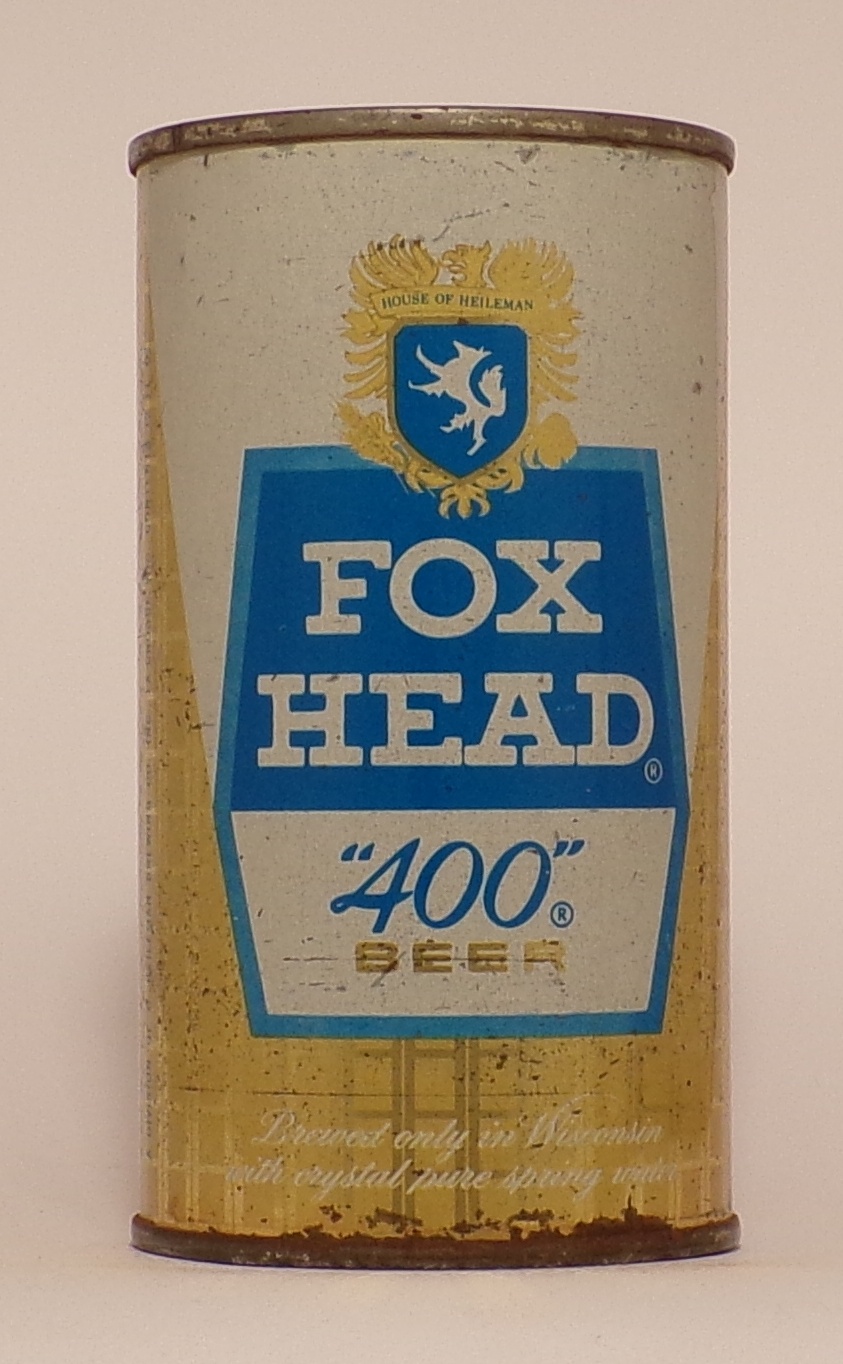 HOUSE OF HEILEMAN
FOX
HEAD®
"400"®
BEER
Brewed only in Wisconsin
with crystal pure spring water